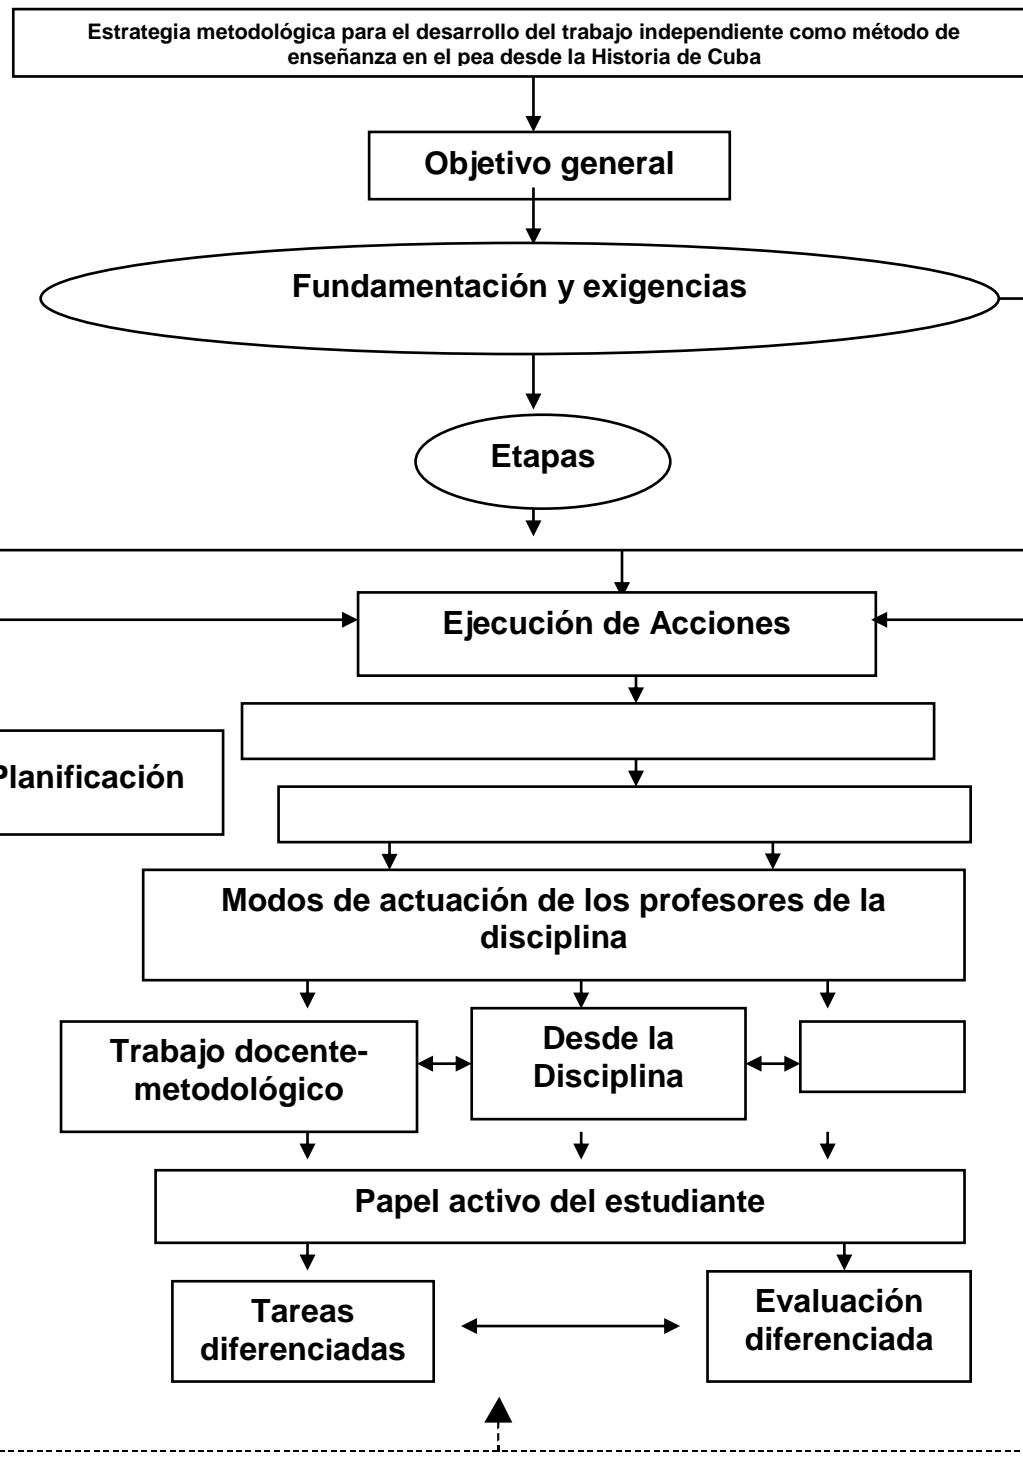 Estrategia metodológica para el desarrollo del trabajo independiente como método de
enseñanza en el pea desde la Historia de Cuba
Objetivo general
Fundamentación y exigencias
Etapas
Ejecución de Acciones
Planificación
Modos de actuación de los profesores de la
disciplina
Trabajo docente-
metodológico
Desde la
Disciplina
Papel activo del estudiante
Tareas
diferenciadas
Evaluación
diferenciada